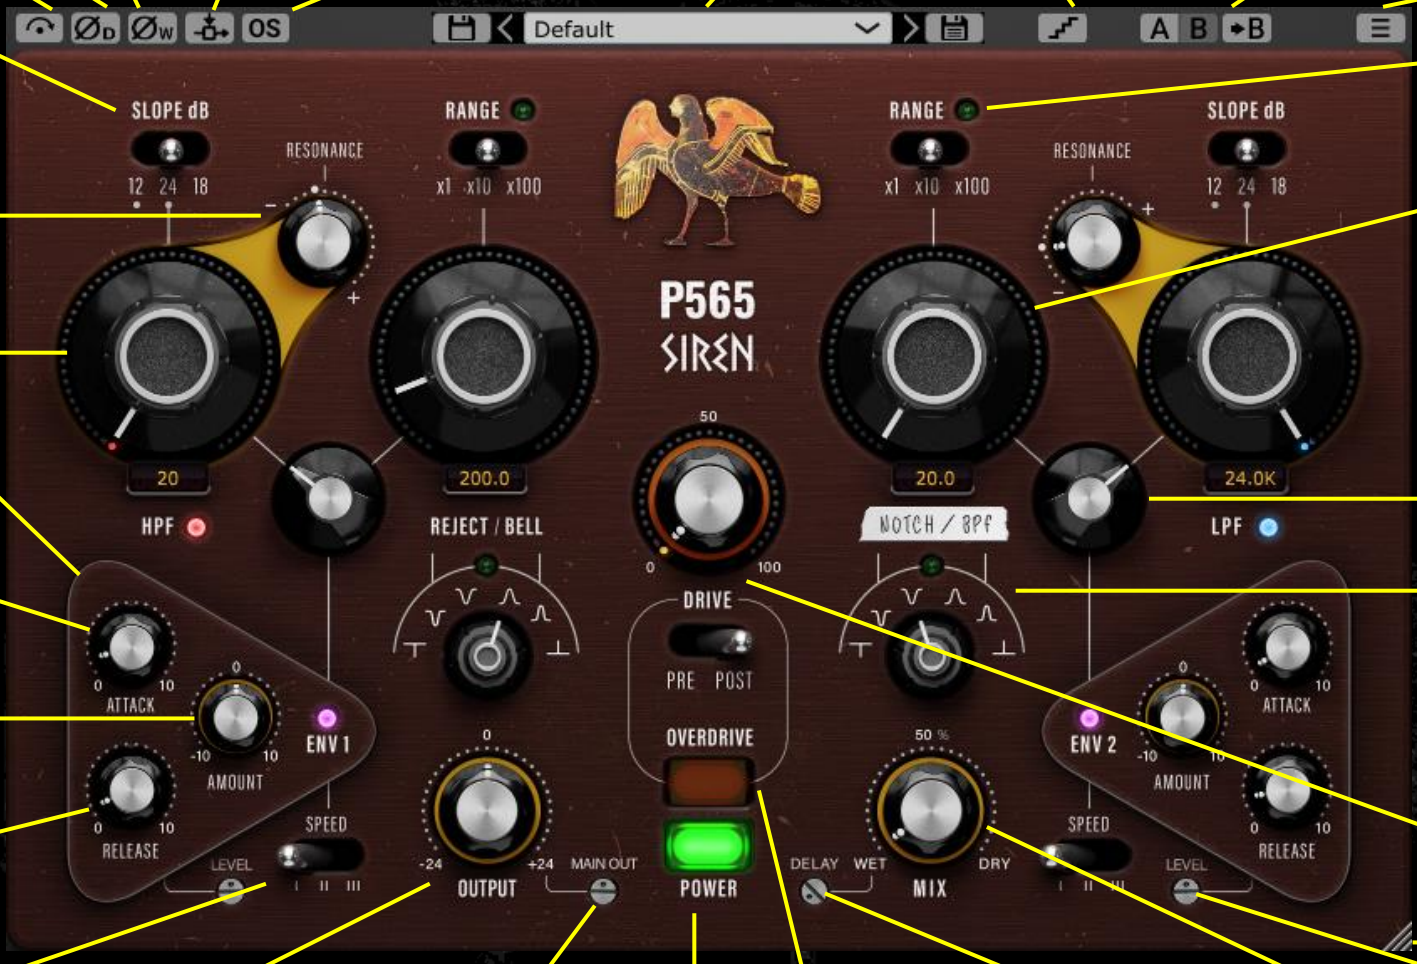 ØD ØW OS Default A B ➔B
SLOPE dB RANGE RANGE SLOPE dB
RESONANCE RESONANCE
12 24 18 x1 x10 x100 x1 x10 x100 12 24 18
- + + -
P565
SIREN
50
20 200.0 20.0 24.0K
HPF REJECT / BELL NOTCH / BPF LPF
0 100
DRIVE
PRE POST
0 10 0 0 0 10
ATTACK ATTACK
OVERDRIVE
ENV 1 0 50 % ENV 2
-10 10 -10 10
AMOUNT AMOUNT
0 10 SPEED SPEED 0 10
RELEASE RELEASE
LEVEL -24 +24 MAIN OUT DELAY WET DRY LEVEL
I II III OUTPUT POWER MIX I II III